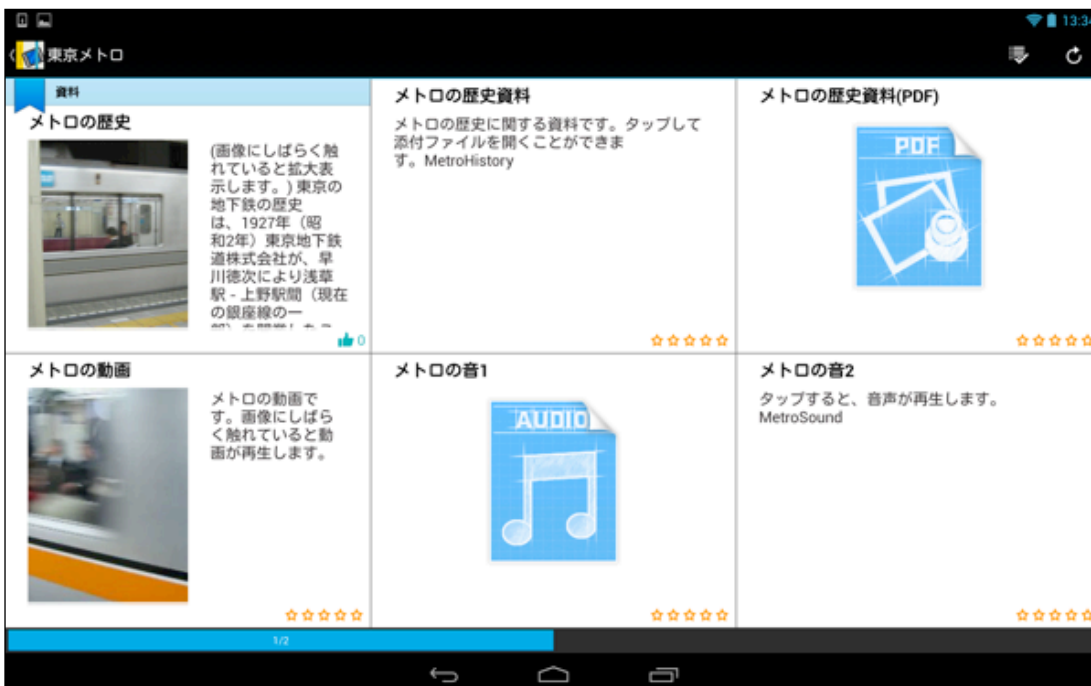 13:34
東京メトロ
資料
メトロの歴史
(画像にしばらく触
れていると拡大表
示します。) 東京の
地下鉄の歴史
は、1927年（昭
和2年）東京地下鉄
道株式会社が、早
川徳次により浅草
駅 - 上野駅間（現在
の銀座線の一
0
メトロの歴史資料
メトロの歴史に関する資料です。タップして
添付ファイルを開くことができま
す。MetroHistory
メトロの歴史資料(PDF)
PDF
メトロの動画
メトロの動画で
す。画像にしばら
く触れていると動
画が再生します。
メトロの音1
AUDIO
メトロの音2
タップすると、音声が再生します。
MetroSound
1/2